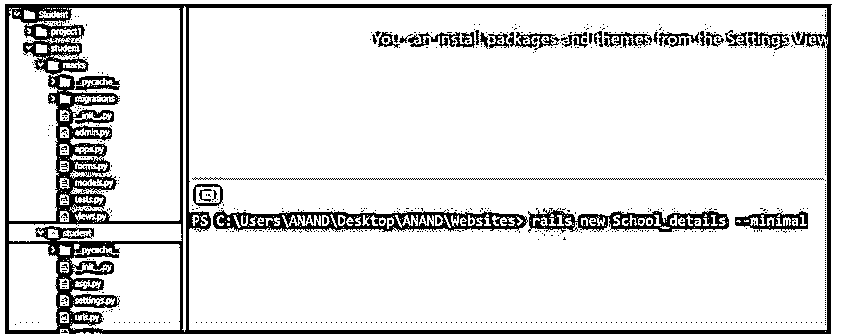 Student
project1
student
marks
__pycache__
migrations
__init__.py
admin.py
apps.py
forms.py
models.py
tests.py
views.py
student
__pycache__
__init__.py
asgi.py
settings.py
urls.py
You can install packages and themes from the Settings View
PS C:\Users\ANAND\Desktop\ANAND\Websites> rails new School_details --minimal